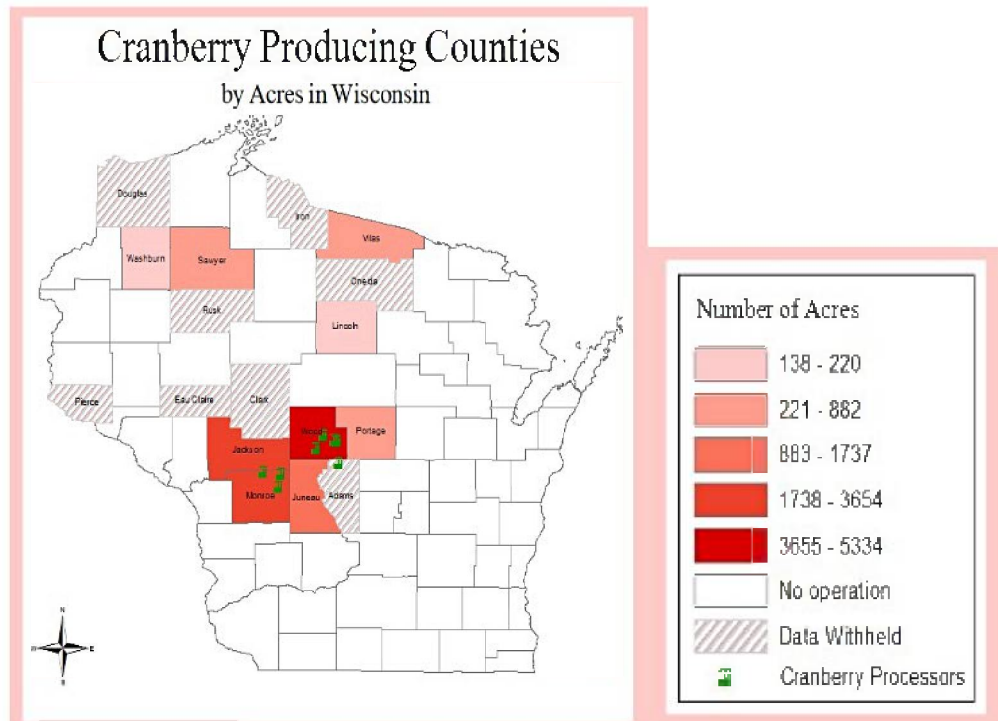 Cranberry Producing Counties
by Acres in Wisconsin
Douglas
Iron
Vilas
Washburn
Sawyer
Oneida
Rusk
Lincoln
Pierce
Eau Claire
Clark
Wood
Portage
Jackson
Monroe
Juneau
Adams
N
W
E
S
Number of Acres
138 - 220
221 - 882
883 - 1737
1738 - 3654
3655 - 5334
No operation
Data Withheld
Cranberry Processors